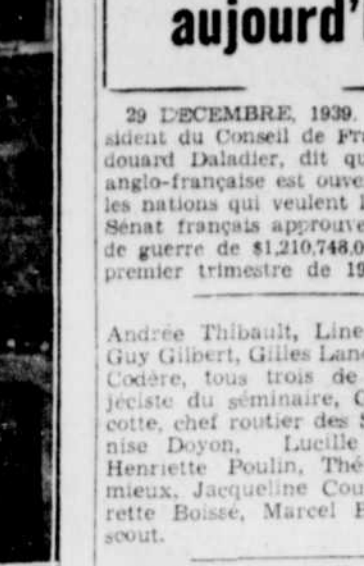 aujourd'
29 DECEMBRE, 1939.
sident du Conseil de Fr
douard Daladier, dit qu
anglo-française est ouve
les nations qui veulent
Sénat français approuve
de guerre de $1,210,748,0
premier trimestre de 19
Andrée Thibault, Line
Guy Gilbert, Gilles Lan
Codère, tous trois de
jéciste du séminaire,
cotte, chef routier des
nise Doyon, Lucille
Henriette Poulin, Thé
mieux, Jacqueline Cou
rette Boissé, Marcel
scout.